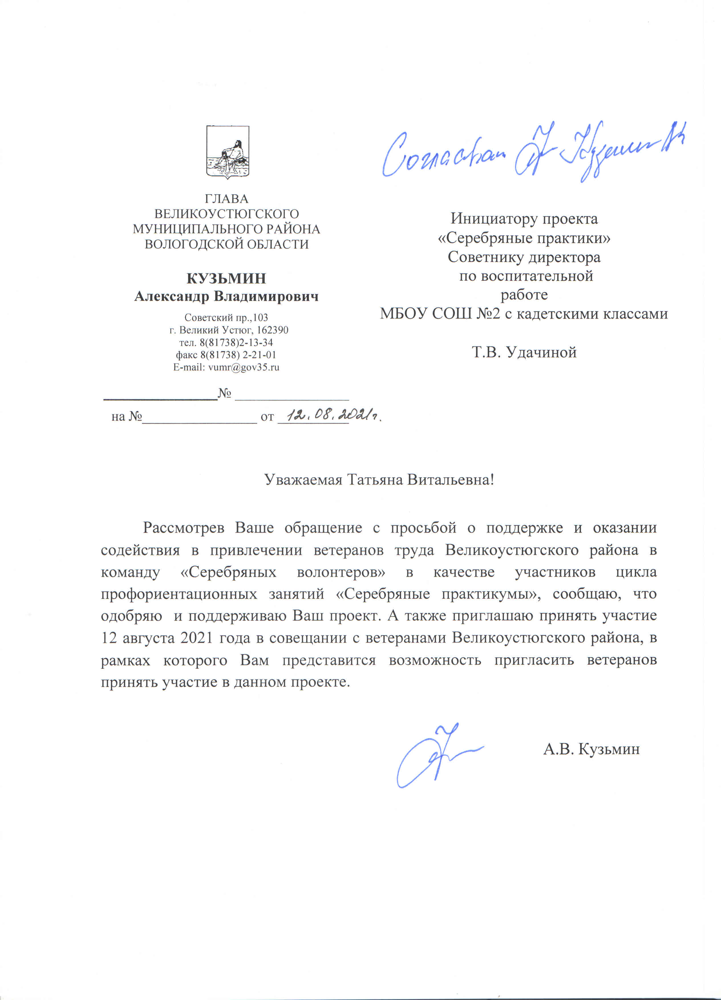 Согласован Кузьмин АВ
ГЛАВА
ВЕЛИКОУСТЮГСКОГО
МУНИЦИПАЛЬНОГО РАЙОНА
ВОЛОГОДСКОЙ ОБЛАСТИ
КУЗЬМИН
Александр Владимирович
Советский пр.,103
г. Великий Устюг, 162390
тел. 8(81738)2-13-34
факс 8(81738) 2-21-01
E-mail: vumr@gov35.ru
№
на № от 12.08.2021г.
Инициатору проекта
«Серебряные практики»
Советнику директора
по воспитательной
работе
МБОУ СОШ №2 с кадетскими классами
Т.В. Удачиной
Уважаемая Татьяна Витальевна!
Рассмотрев Ваше обращение с просьбой о поддержке и оказании
содействия в привлечении ветеранов труда Великоустюгского района в
команду «Серебряных волонтеров» в качестве участников цикла
профориентационных занятий «Серебряные практикумы», сообщаю, что
одобряю и поддерживаю Ваш проект. А также приглашаю принять участие
12 августа 2021 года в совещании с ветеранами Великоустюгского района, в
рамках которого Вам представится возможность пригласить ветеранов
принять участие в данном проекте.
А.В. Кузьмин